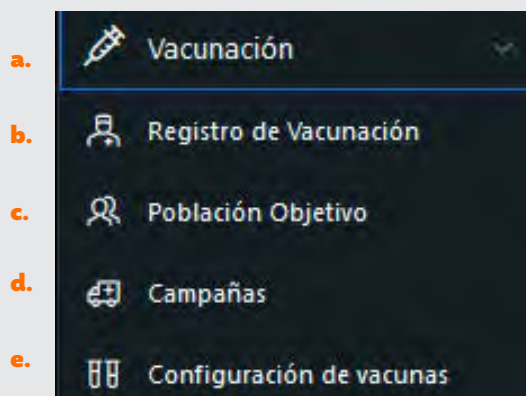 a. Vacunación
b. Registro de Vacunación
c. Población Objetivo
d. Campañas
e. Configuración de vacunas